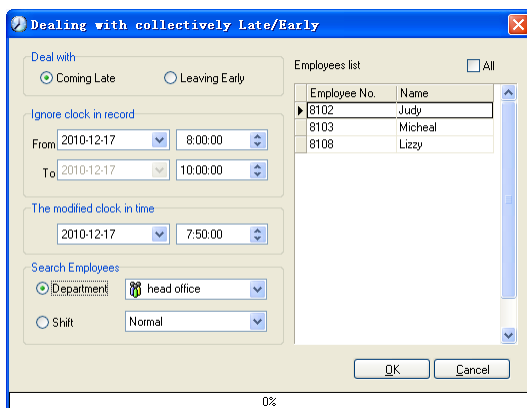 Dealing with collectively Late/Early
Deal with
Coming Late
Leaving Early
Ignore clock in record
From 2010-12-17 8:00:00
To 2010-12-17 10:00:00
The modified clock in time
2010-12-17 7:50:00
Search Employees
Department head office
Shift Normal
Employees list All
Employee No. Name
8102 Judy
8103 Micheal
8108 Lizzy
OK Cancel
0%